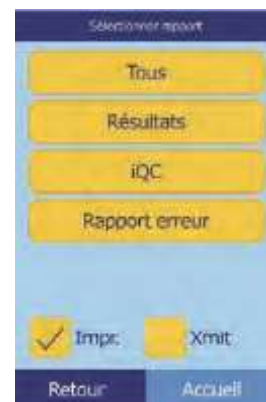 Sélectionner rapport
Tous
Résultats
iQC
Rapport erreur
Impr. Xmit
Retour Accueil